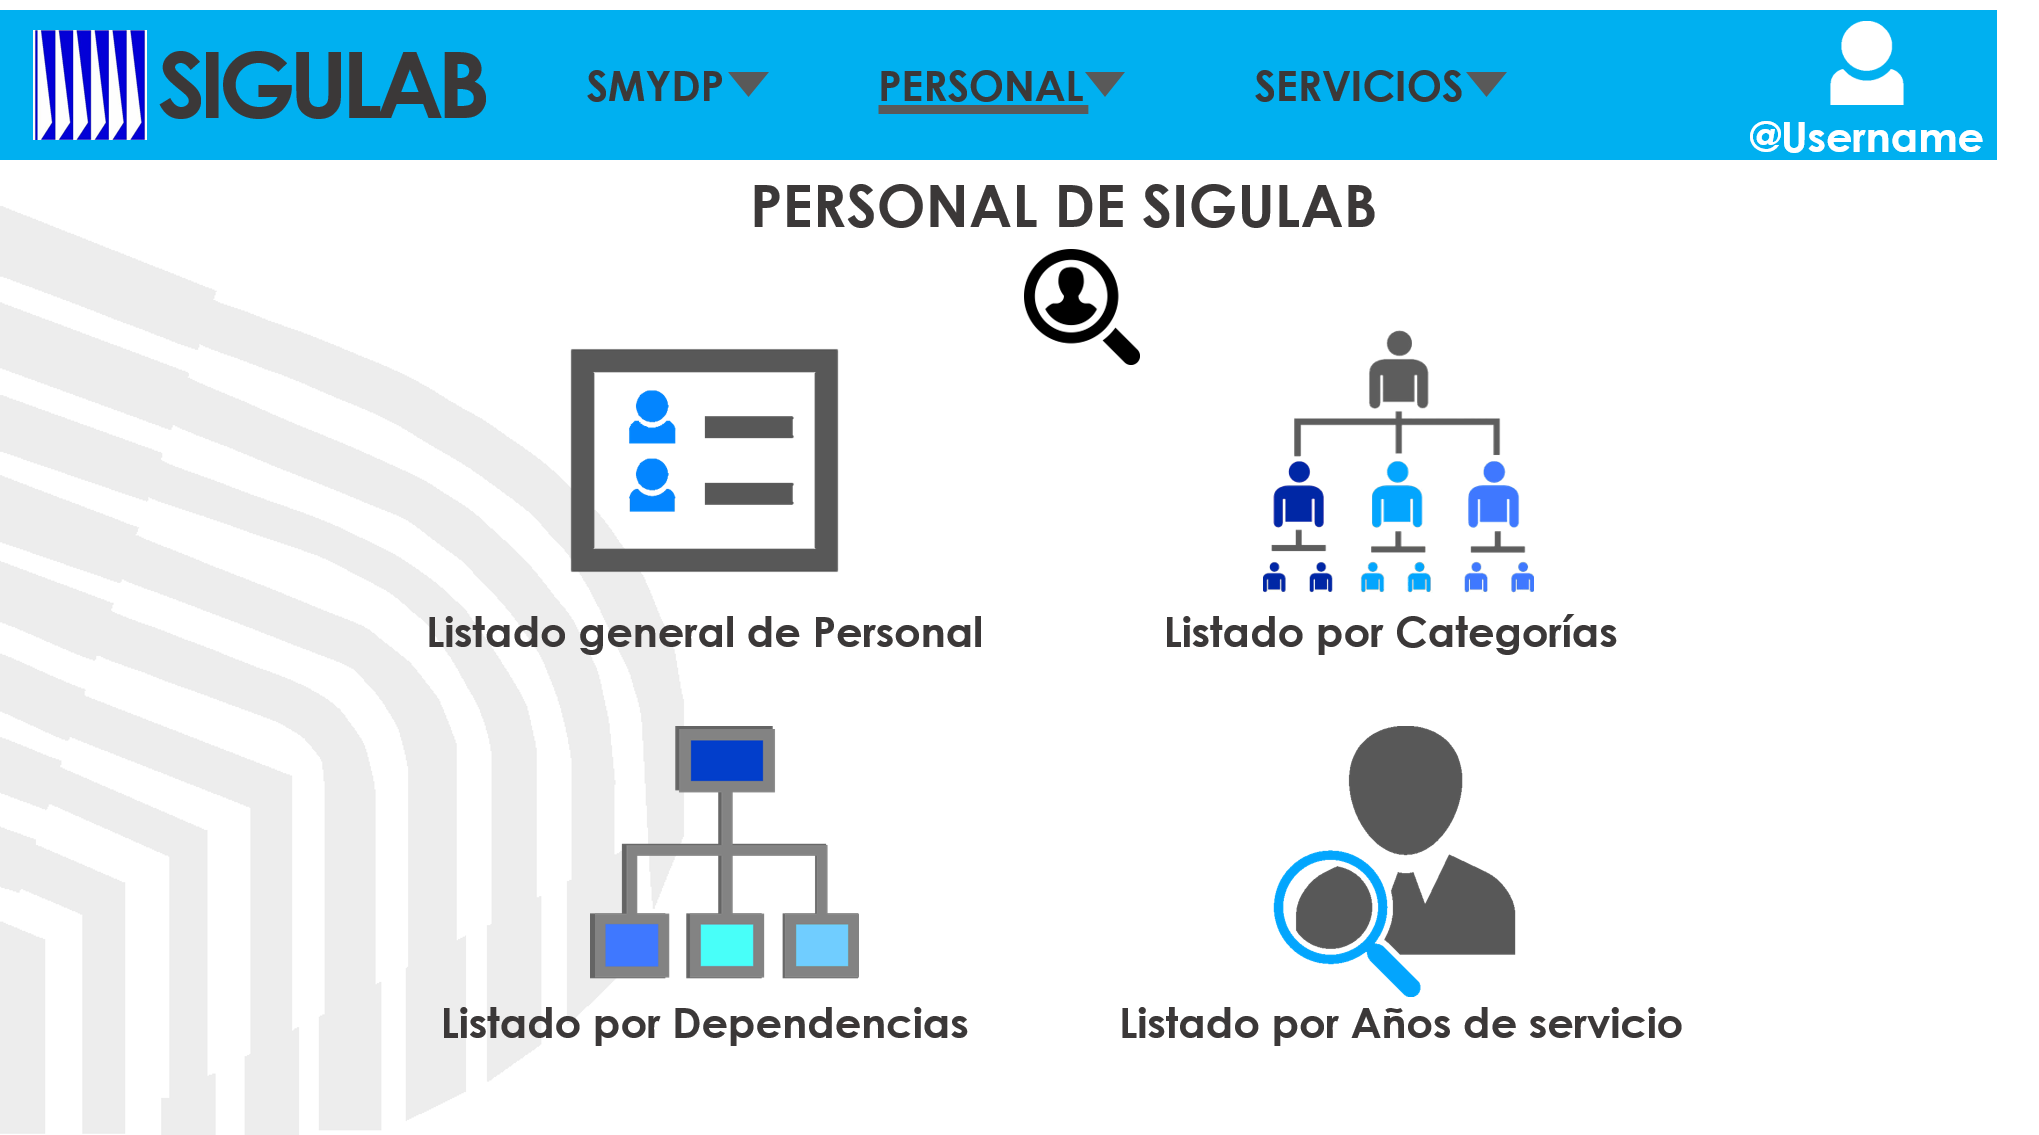 SIGULAB
SMYDP
PERSONAL
SERVICIOS
@Username
PERSONAL DE SIGULAB
Listado general de Personal
Listado por Categorías
Listado por Dependencias
Listado por Años de servicio